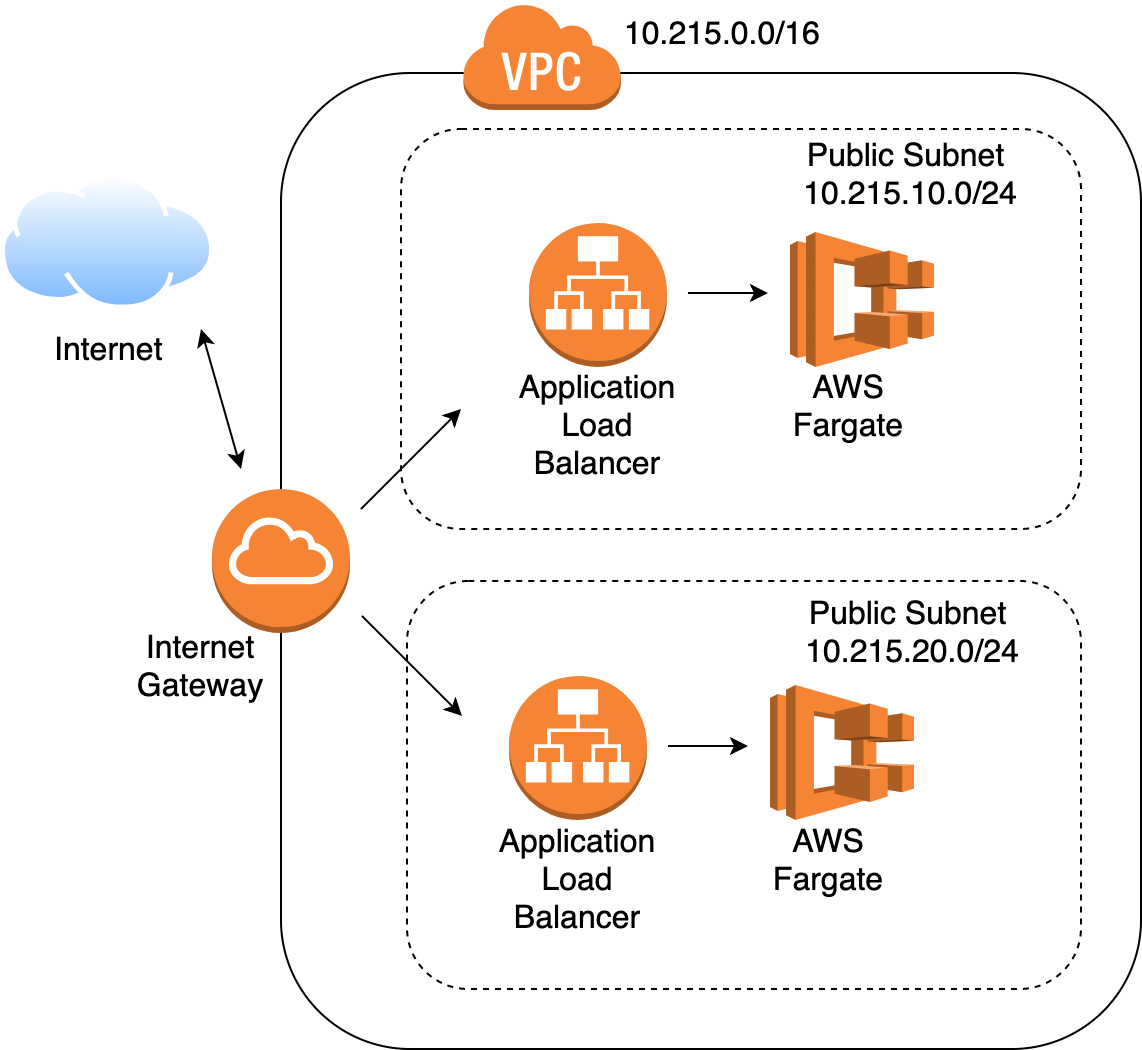 VPC
10.215.0.0/16
Public Subnet
10.215.10.0/24
Internet
Application
Load
Balancer
AWS
Fargate
Internet
Gateway
Public Subnet
10.215.20.0/24
Application
Load
Balancer
AWS
Fargate